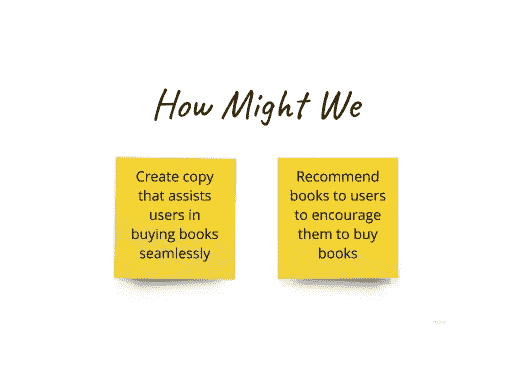 How Might We
Create copy
that assists
users in
buying books
seamlessly
Recommend
books to users
to encourage
them to buy
books